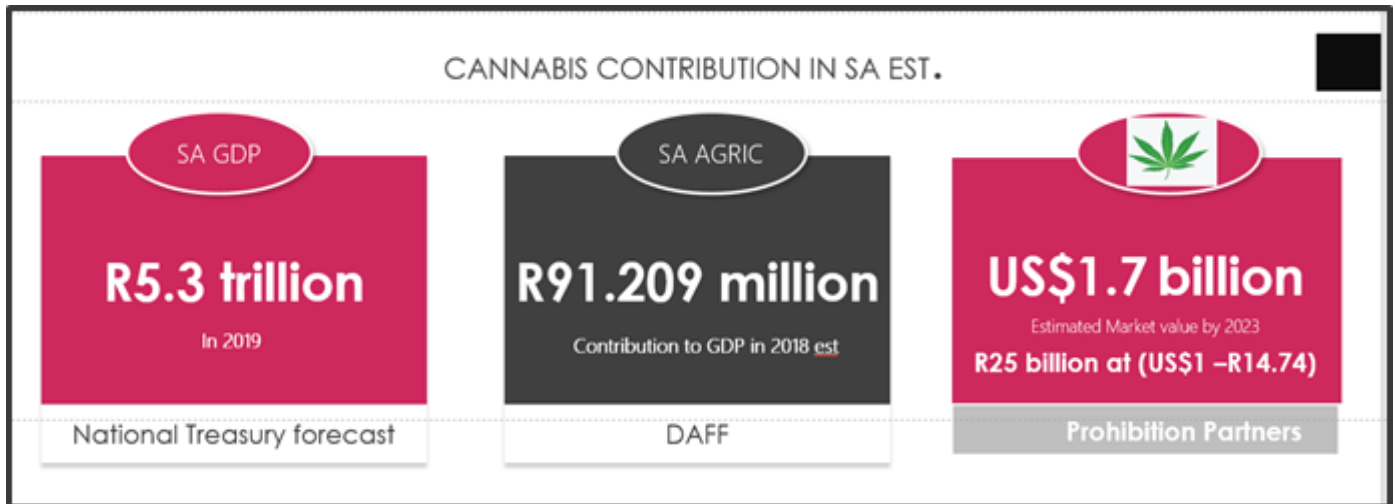 CANNABIS CONTRIBUTION IN SA EST.
SA GDP
R5.3 trillion
In 2019
National Treasury forecast
SA AGRIC
R91.209 million
Contribution to GDP in 2018 est
DAFF
US$1.7 billion
Estimated Market value by 2023
R25 billion at (US$1 –R14.74)
Prohibition Partners